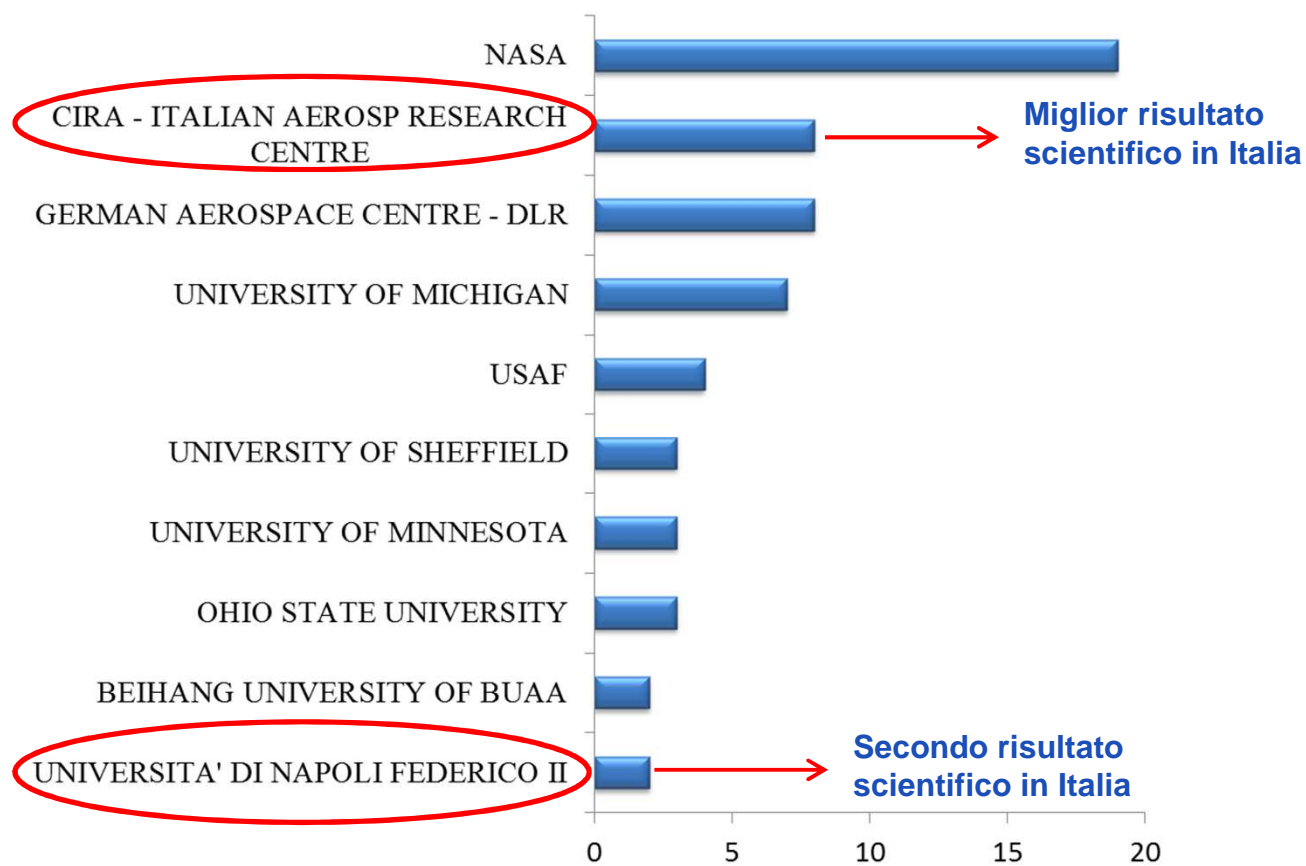 NASA
CIRA - ITALIAN AEROSP RESEARCH
CENTRE
Miglior risultato
scientifico in Italia
GERMAN AEROSPACE CENTRE - DLR
UNIVERSITY OF MICHIGAN
USAF
UNIVERSITY OF SHEFFIELD
UNIVERSITY OF MINNESOTA
OHIO STATE UNIVERSITY
BEIHANG UNIVERSITY OF BUAA
UNIVERSITA' DI NAPOLI FEDERICO II
Secondo risultato
scientifico in Italia
0 5 10 15 20